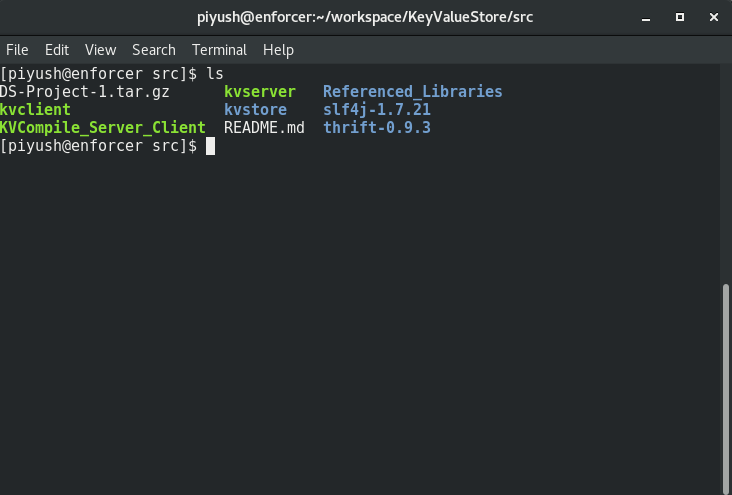 piyush@enforcer:~/workspace/KeyValueStore/src
File Edit View Search Terminal Help
[piyush@enforcer src]$ ls
DS-Project-1.tar.gz kvserver Referenced_Libraries
kvclient kvstore slf4j-1.7.21
KVCompile_Server_Client README.md thrift-0.9.3
[piyush@enforcer src]$